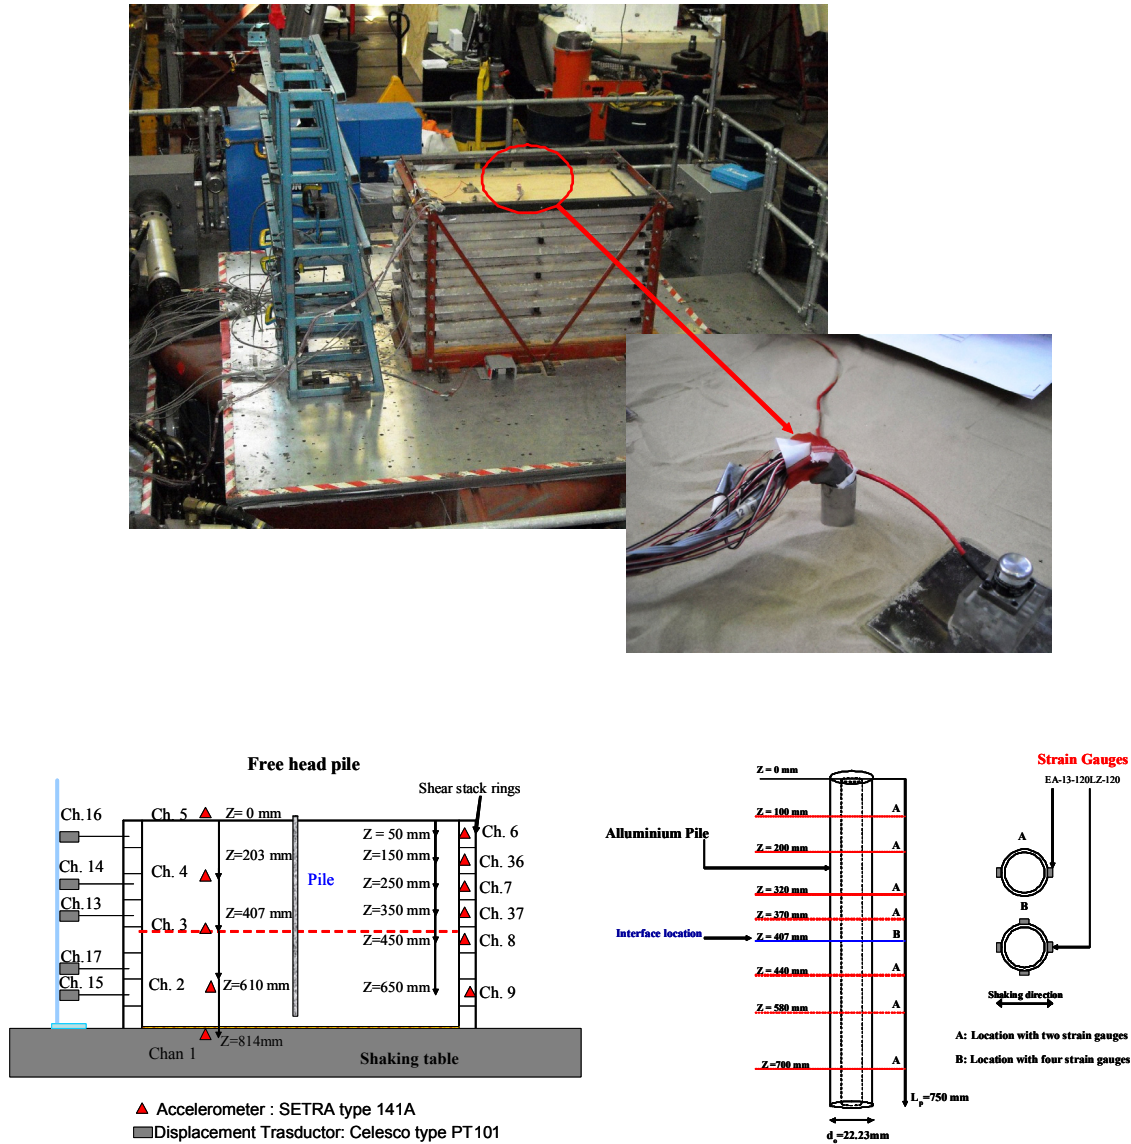 Free head pile
Shear stack rings
Ch.16
Ch. 5
Z= 0 mm
Z = 50 mm
Ch. 6
Ch. 14
Ch. 4
Z=203 mm
Z=150 mm
Ch. 36
Pile
Z=250 mm
Ch.7
Ch.13
Ch. 3
Z=407 mm
Z=350 mm
Ch. 37
Z=450 mm
Ch. 8
Ch.17
Ch. 15
Ch. 2
Z=610 mm
Z=650 mm
Ch. 9
Chan 1
Z=814mm
Shaking table
Accelerometer : SETRA type 141A
Displacement Trasductor: Celesco type PT101
Z = 0 mm
Z=100 mm
A
Alluminium Pile
Z=200 mm
A
Z=320 mm
A
Z=370 mm
A
Interface location
Z=407 mm
B
Z=440 mm
A
Z=580 mm
A
Z=700 mm
A
Lp=750 mm
do=22.23mm
Strain Gauges
EA-13-120LZ-120
A
B
Shaking direction
A: Location with two strain gauges
B: Location with four strain gauges